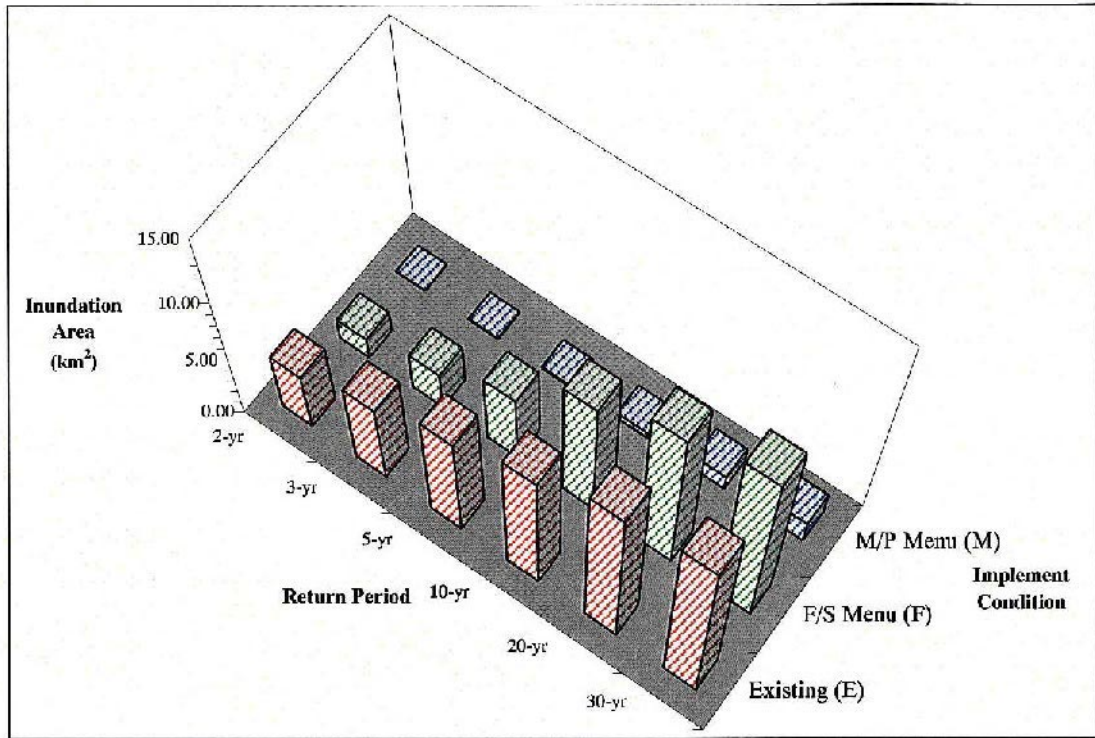 15.00
10.00
5.00
0.00
Inundation
Area
(km²)
2-yr
3-yr
5-yr
10-yr
20-yr
30-yr
Return Period
M/P Menu (M)
F/S Menu (F)
Existing (E)
Implement
Condition